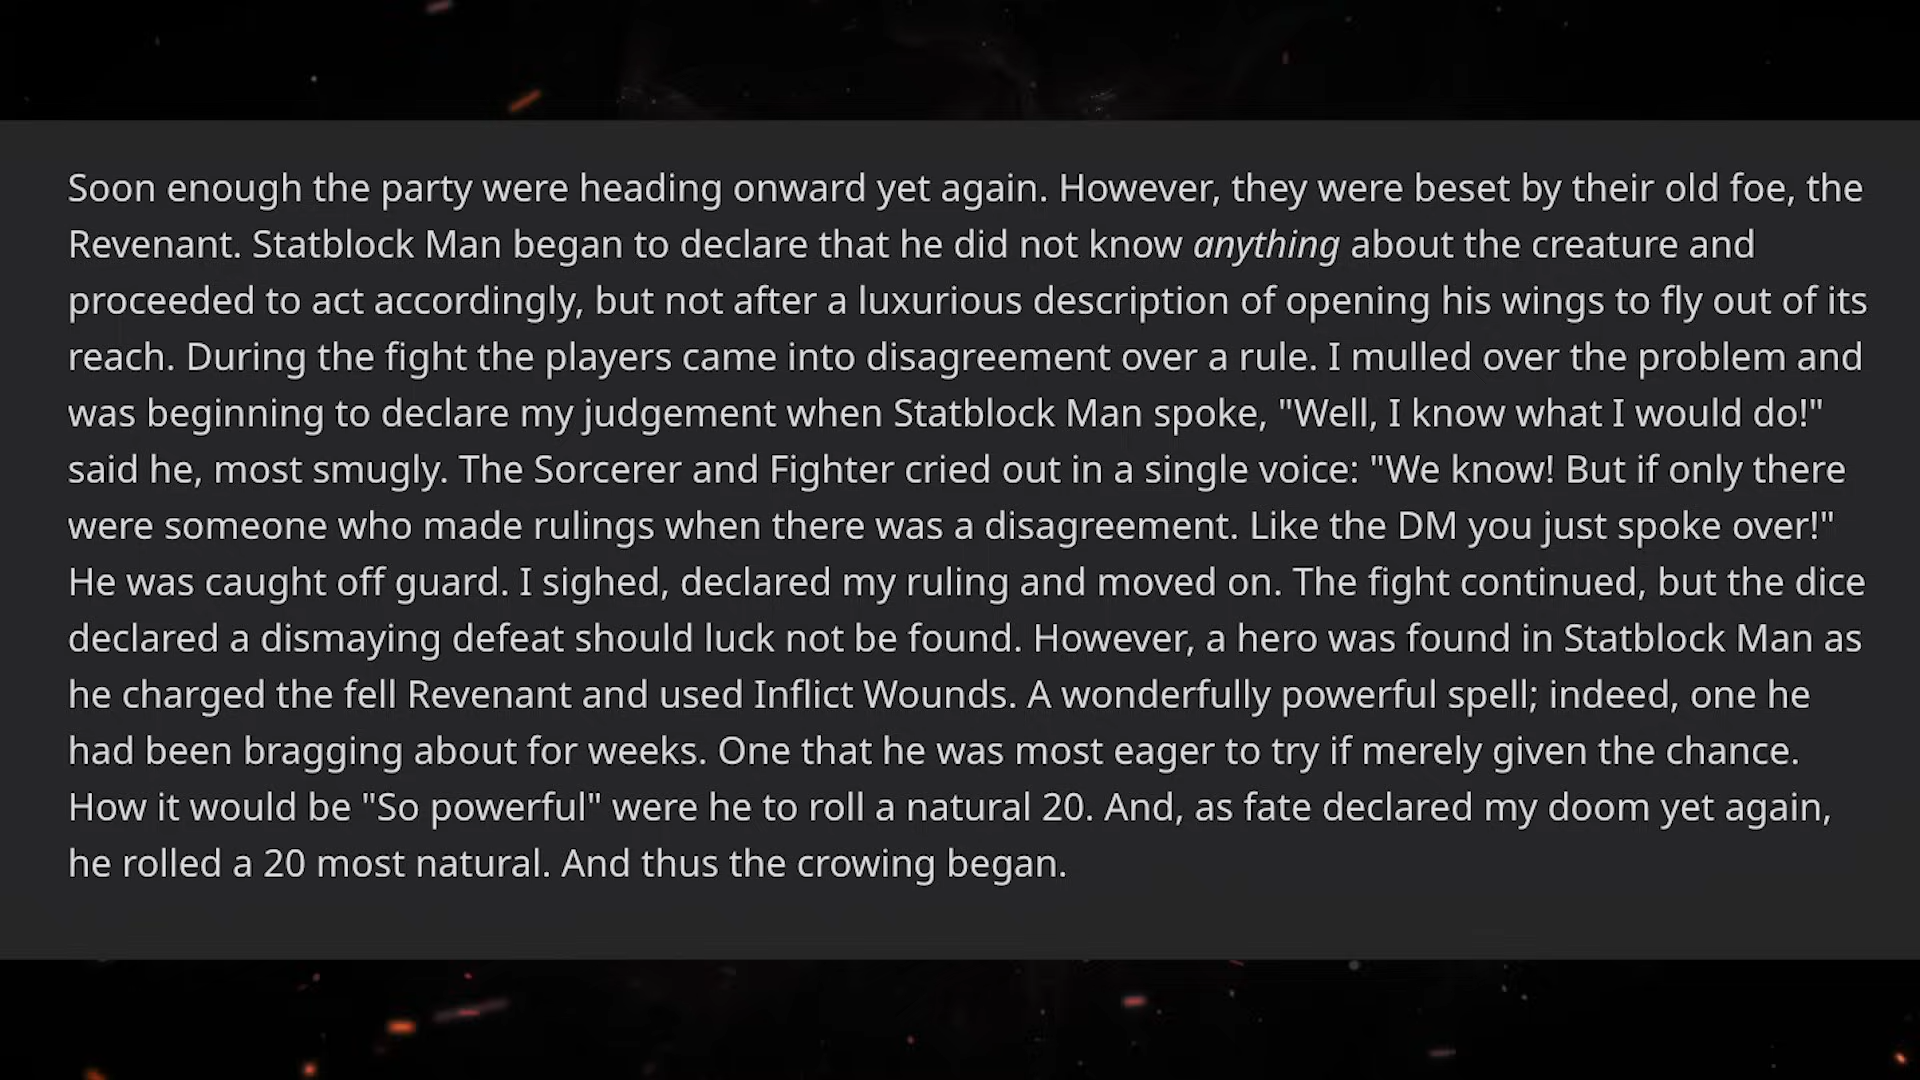 Soon enough the party were heading onward yet again. However, they were beset by their old foe, the
Revenant. Statblock Man began to declare that he did not know anything about the creature and
proceeded to act accordingly, but not after a luxurious description of opening his wings to fly out of its
reach. During the fight the players came into disagreement over a rule. I mulled over the problem and
was beginning to declare my judgement when Statblock Man spoke, "Well, I know what I would do!"
said he, most smugly. The Sorcerer and Fighter cried out in a single voice: "We know! But if only there
were someone who made rulings when there was a disagreement. Like the DM you just spoke over!"
He was caught off guard. I sighed, declared my ruling and moved on. The fight continued, but the dice
declared a dismaying defeat should luck not be found. However, a hero was found in Statblock Man as
he charged the fell Revenant and used Inflict Wounds. A wonderfully powerful spell; indeed, one he
had been bragging about for weeks. One that he was most eager to try if merely given the chance.
How it would be "So powerful" were he to roll a natural 20. And, as fate declared my doom yet again,
he rolled a 20 most natural. And thus the crowing began.